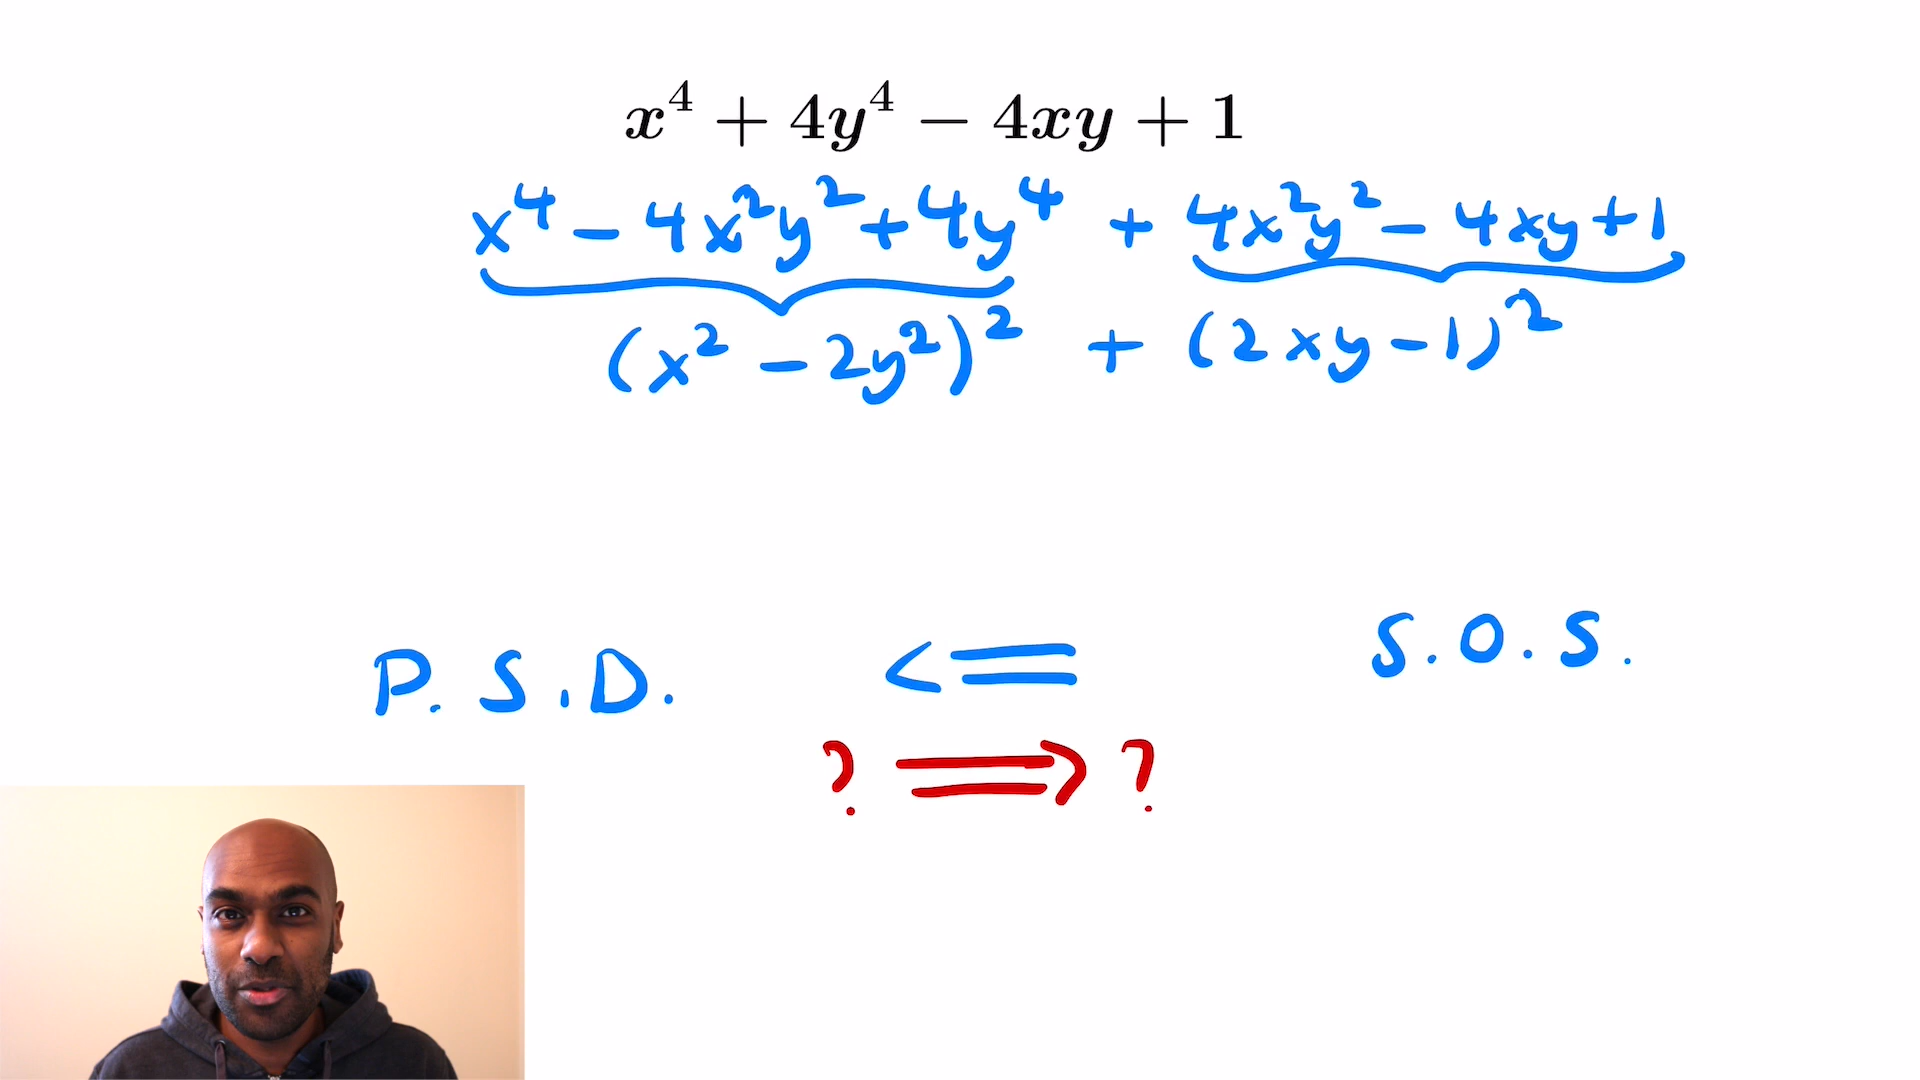 x⁴ + 4y⁴ − 4xy + 1
x⁴ − 4x²y² + 4y⁴ + 4x²y² − 4xy + 1
(x² − 2y²)² + (2xy − 1)²
P.S.D. <= S.O.S.
? => ?